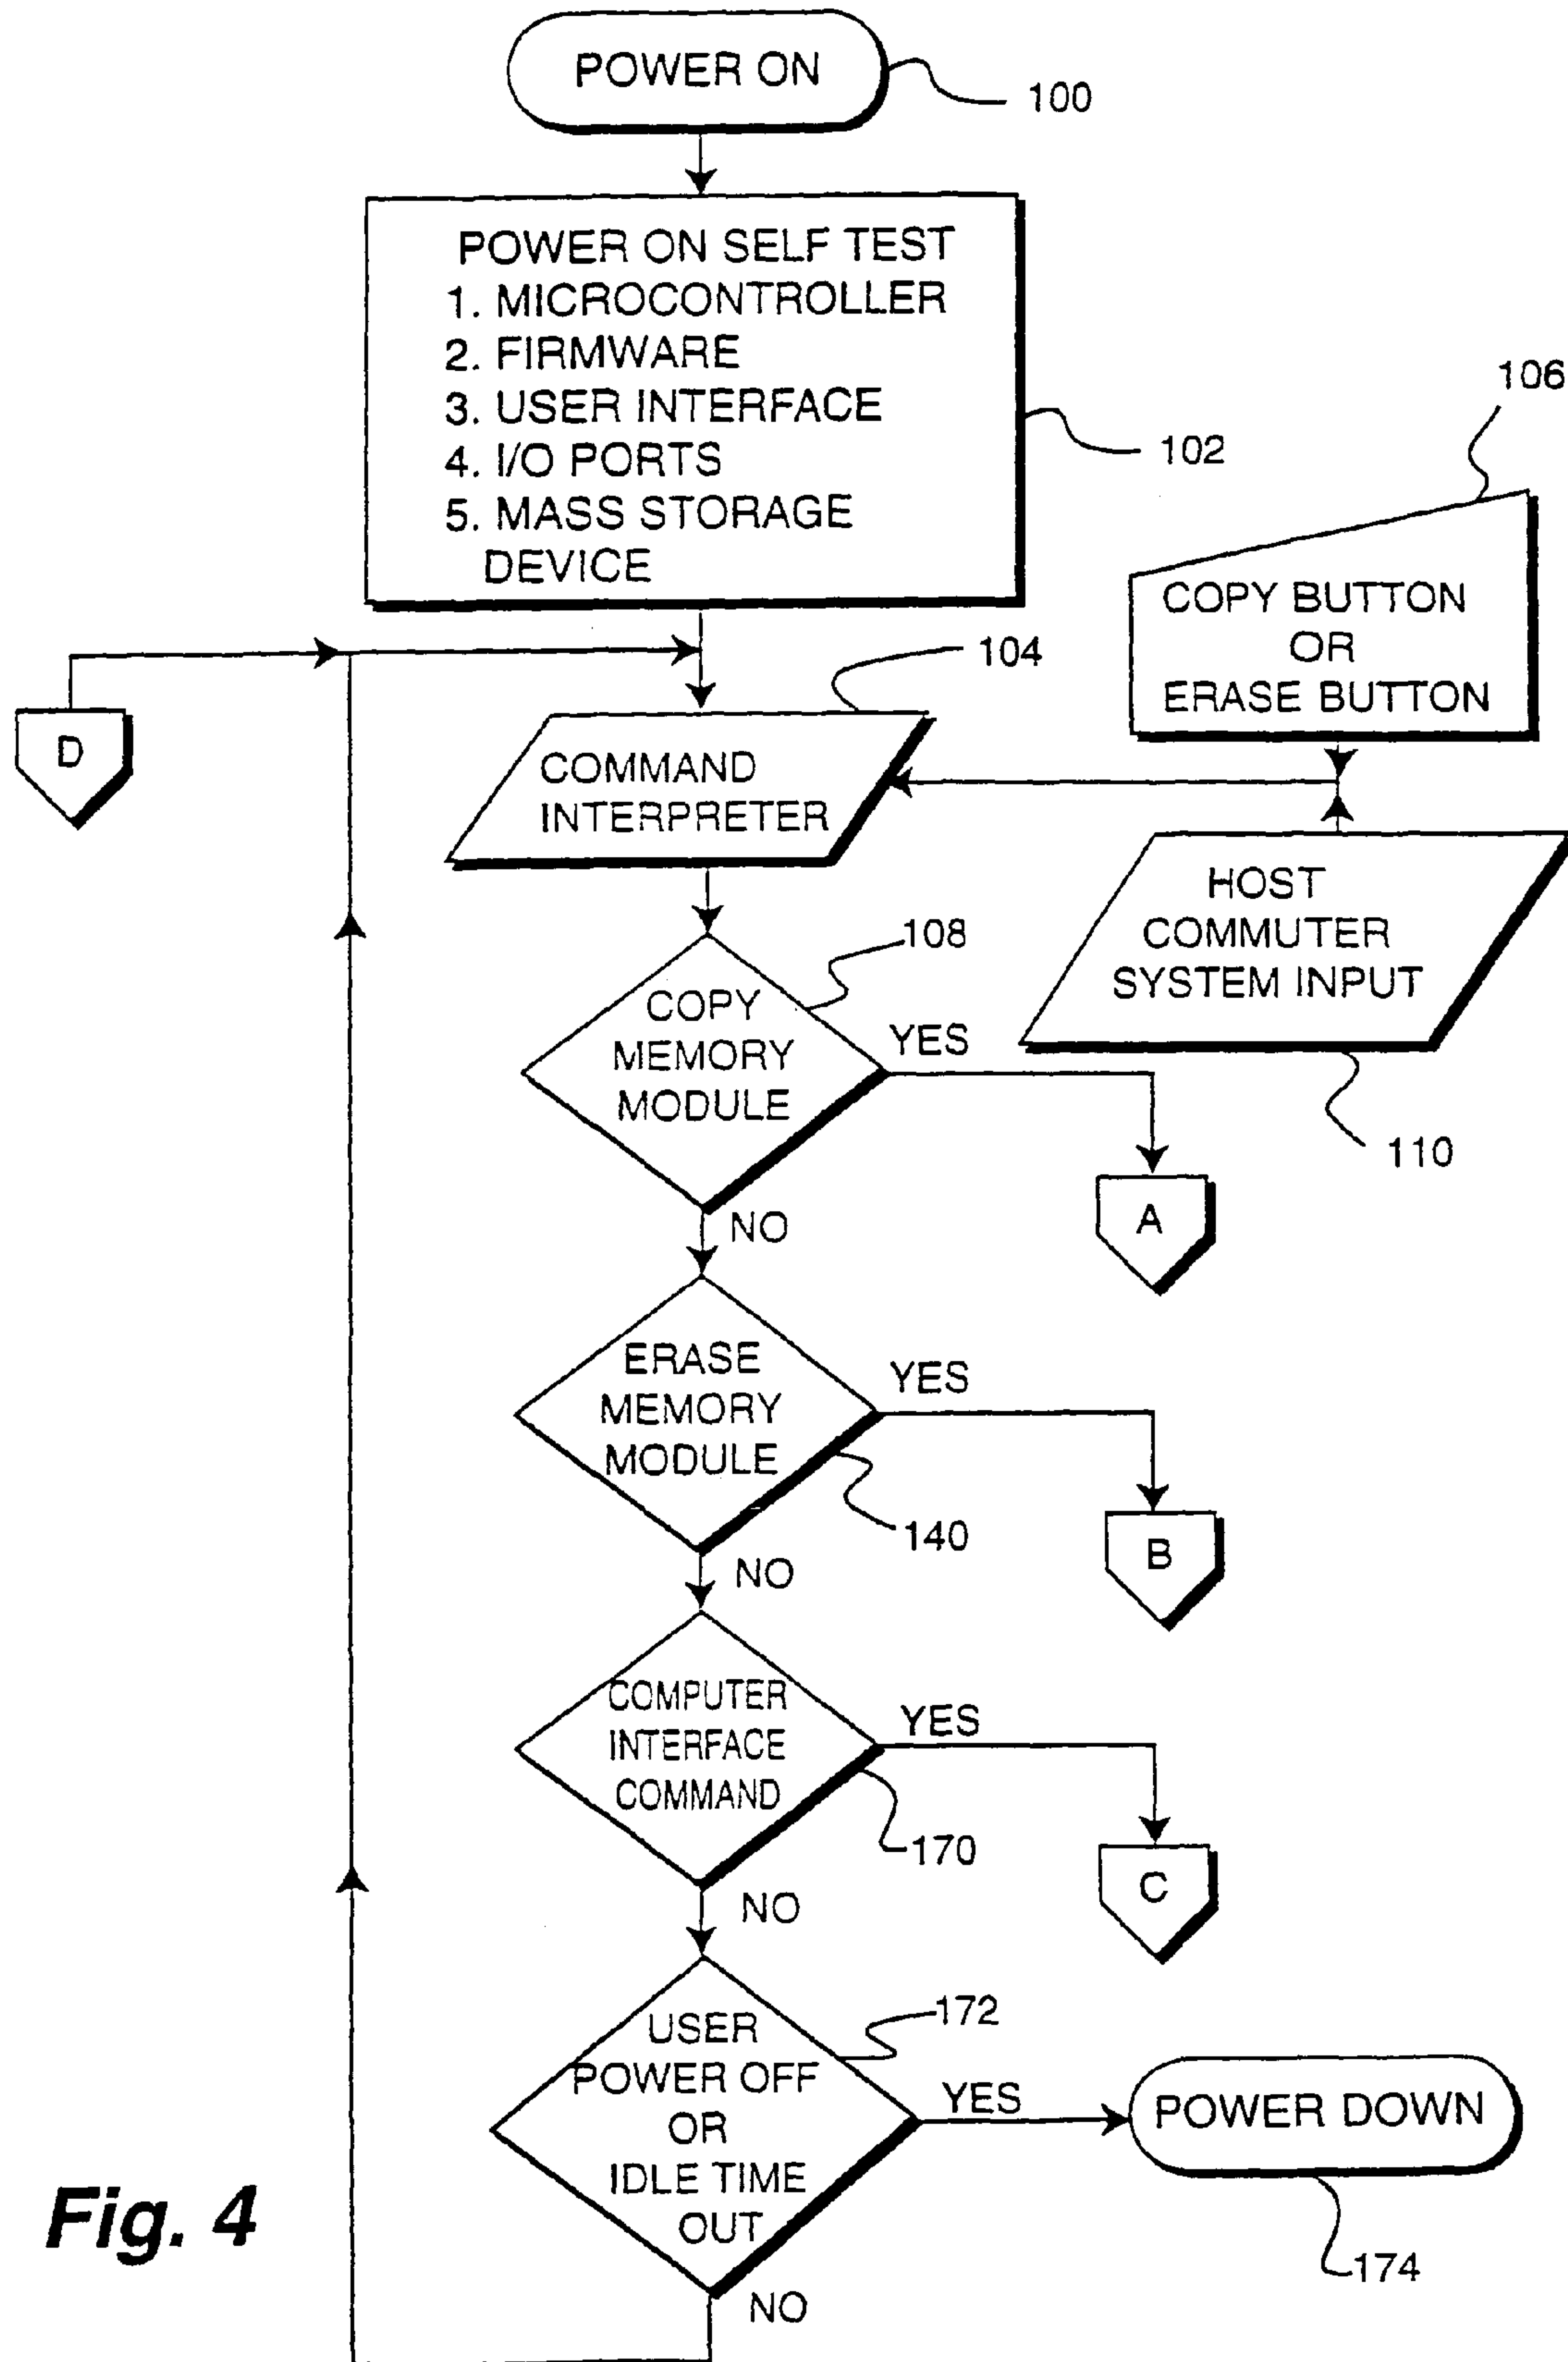 POWER ON
100
POWER ON SELF TEST
1. MICROCONTROLLER
2. FIRMWARE
3. USER INTERFACE
4. I/O PORTS
5. MASS STORAGE
DEVICE
102
106
COPY BUTTON
OR
ERASE BUTTON
104
D
COMMAND
INTERPRETER
HOST
COMMUTER
SYSTEM INPUT
110
108
COPY
MEMORY
MODULE
YES
A
NO
ERASE
MEMORY
MODULE
YES
140
B
NO
COMPUTER
INTERFACE
COMMAND
YES
170
C
NO
172
USER
POWER OFF
OR
IDLE TIME
OUT
YES
POWER DOWN
174
NO
Fig. 4